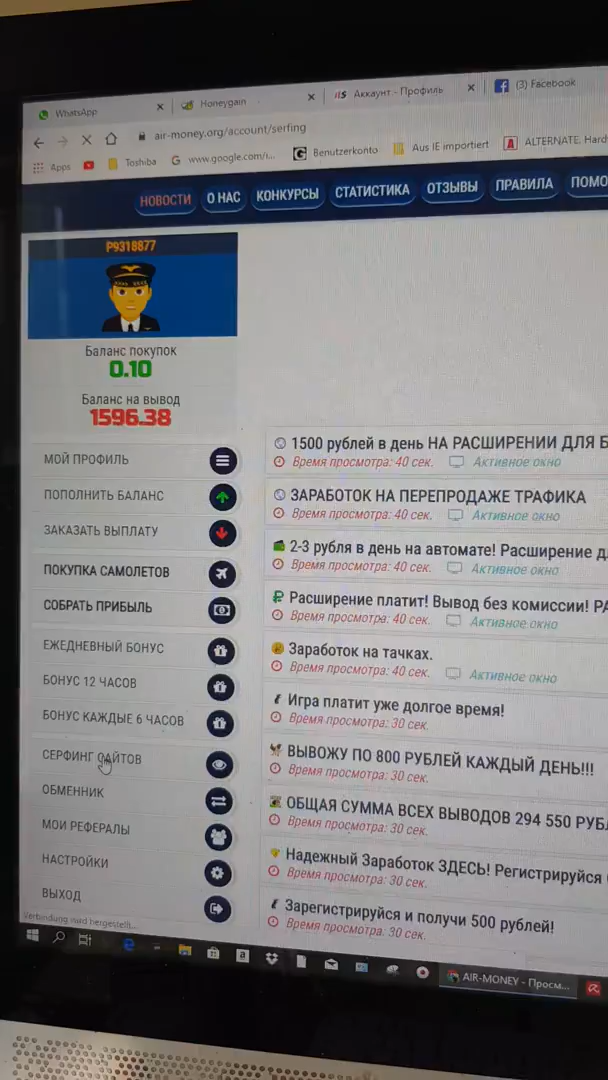 WhatsApp
Honeygain
Аккаунт - Профиль
(3) Facebook
air-money.org/account/serfing
Apps
Toshiba
www.google.com/i...
Benutzerkonto
Aus IE importiert
ALTERNATE. Hard
НОВОСТИ
О НАС
КОНКУРСЫ
СТАТИСТИКА
ОТЗЫВЫ
ПРАВИЛА
ПОМО
P9318877
Баланс покупок
0.10
Баланс на вывод
1596.38
МОЙ ПРОФИЛЬ
ПОПОЛНИТЬ БАЛАНС
ЗАКАЗАТЬ ВЫПЛАТУ
ПОКУПКА САМОЛЕТОВ
СОБРАТЬ ПРИБЫЛЬ
ЕЖЕДНЕВНЫЙ БОНУС
БОНУС 12 ЧАСОВ
БОНУС КАЖДЫЕ 6 ЧАСОВ
СЕРФИНГ САЙТОВ
ОБМЕННИК
МОИ РЕФЕРАЛЫ
НАСТРОЙКИ
ВЫХОД
1500 рублей в день НА РАСШИРЕНИИ ДЛЯ Б
Время просмотра: 40 сек. Активное окно
ЗАРАБОТОК НА ПЕРЕПРОДАЖЕ ТРАФИКА
Время просмотра: 40 сек. Активное окно
2-3 рубля в день на автомате! Расширение д
Время просмотра: 40 сек. Активное окно
Расширение платит! Вывод без комиссии! РА
Время просмотра: 40 сек. Активное окно
Заработок на тачках.
Время просмотра: 40 сек. Активное окно
Игра платит уже долгое время!
Время просмотра: 30 сек.
ВЫВОЖУ ПО 800 РУБЛЕЙ КАЖДЫЙ ДЕНЬ!!!
Время просмотра: 30 сек.
ОБЩАЯ СУММА ВСЕХ ВЫВОДОВ 294 550 РУБЛ
Время просмотра: 30 сек.
Надежный Заработок ЗДЕСЬ! Регистрируйся
Время просмотра: 30 сек.
Зарегистрируйся и получи 500 рублей!
Время просмотра: 30 сек.
Verbindung wird hergestellt...
AIR-MONEY - Просм...